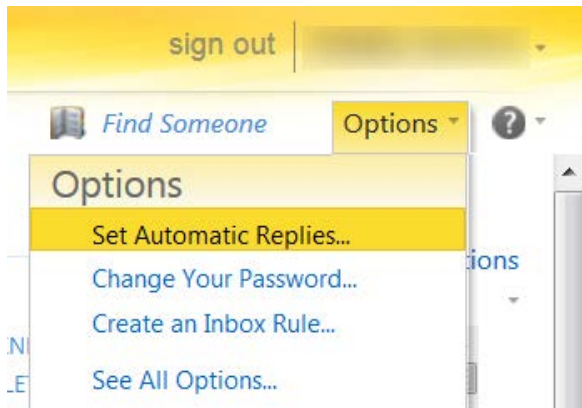 sign out
Find Someone Options ?
Options
Set Automatic Replies...
ions
Change Your Password...
Create an Inbox Rule...
See All Options...